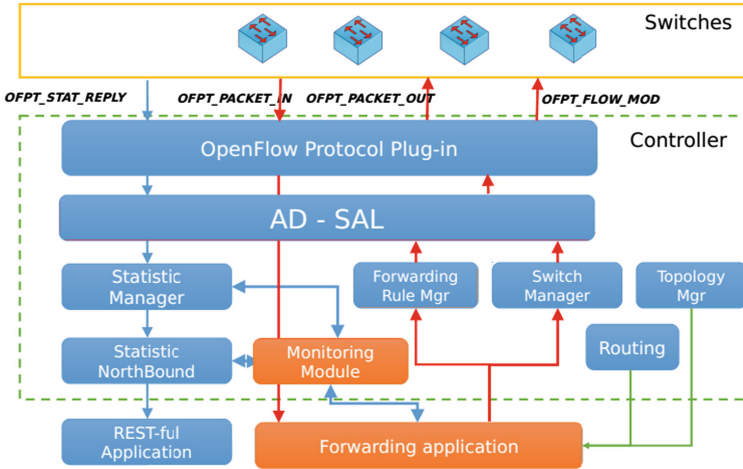 Switches
OFPT_STAT_REPLY
OFPT_PACKET_IN
OFPT_PACKET_OUT
OFPT_FLOW_MOD
Controller
OpenFlow Protocol Plug-in
AD - SAL
Statistic
Manager
Forwarding
Rule Mgr
Switch
Manager
Topology
Mgr
Statistic
NorthBound
Monitoring
Module
Routing
REST-ful
Application
Forwarding application